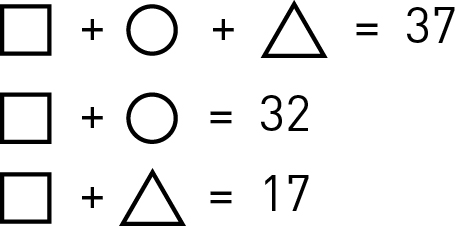 □ + ○ + △ = 37
□ + ○ = 32
□ + △ = 17